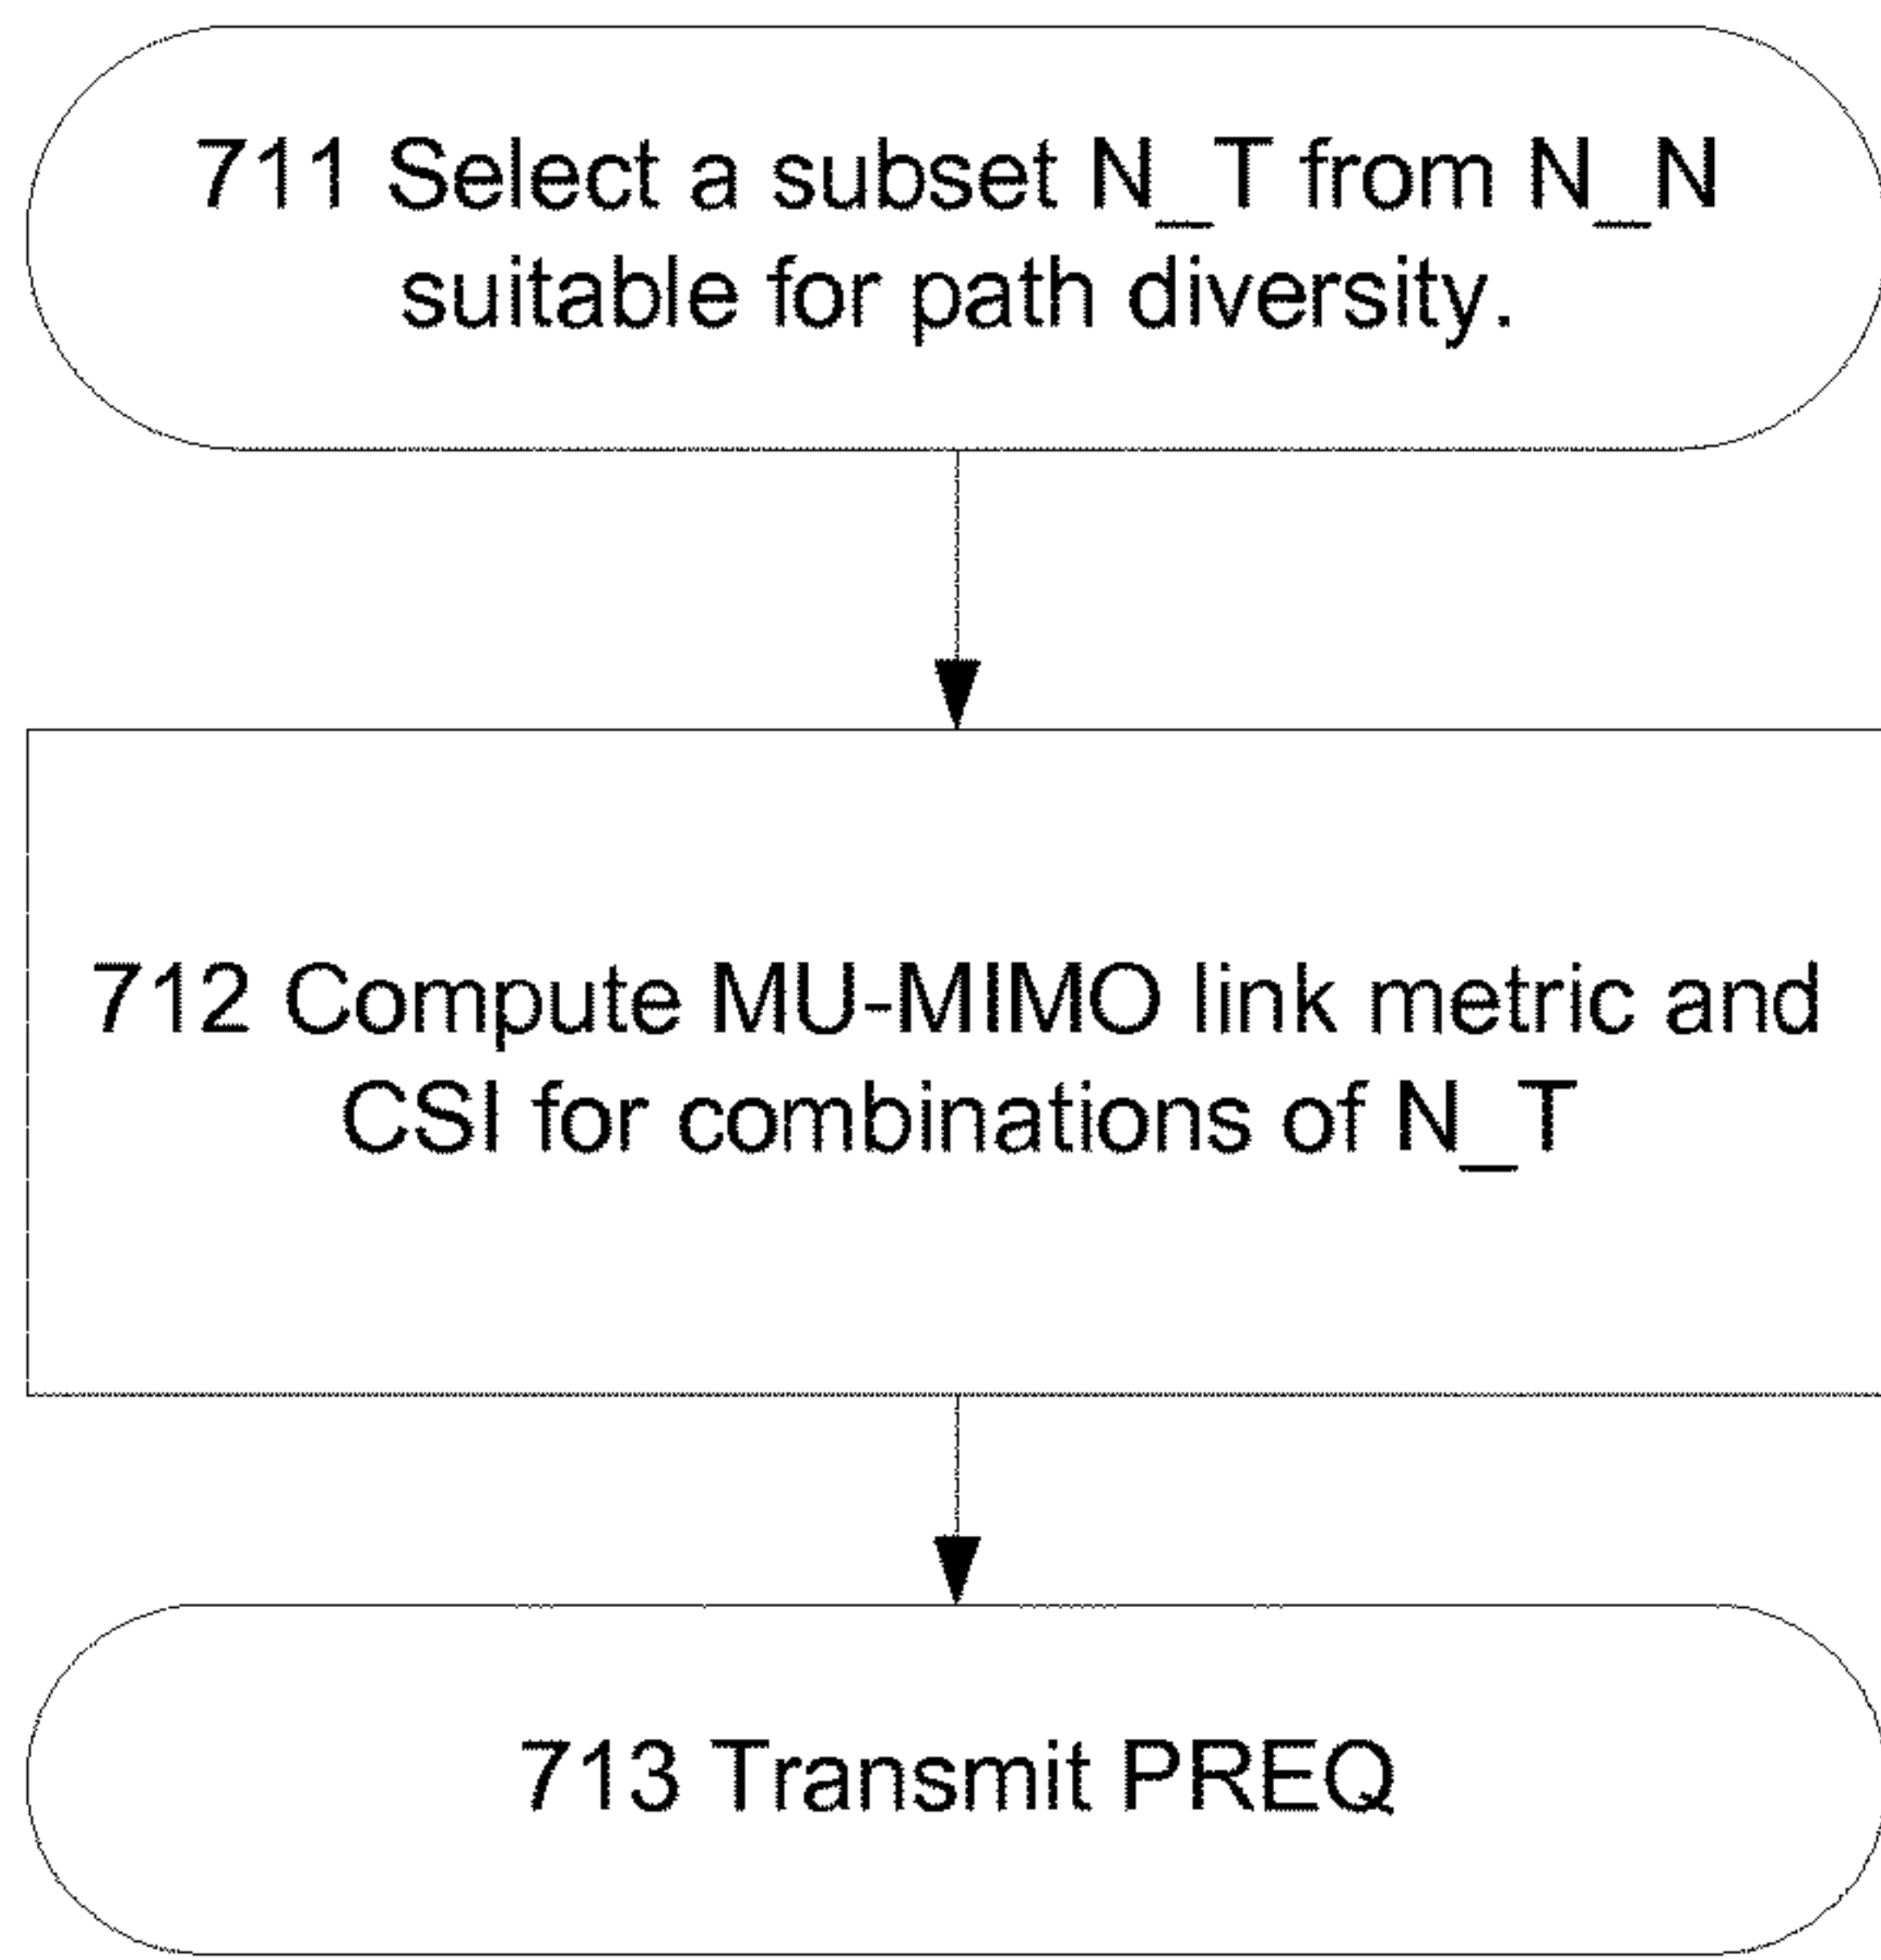 711 Select a subset N_T from N_N
suitable for path diversity.
712 Compute MU-MIMO link metric and
CSI for combinations of N_T
713 Transmit PREQ